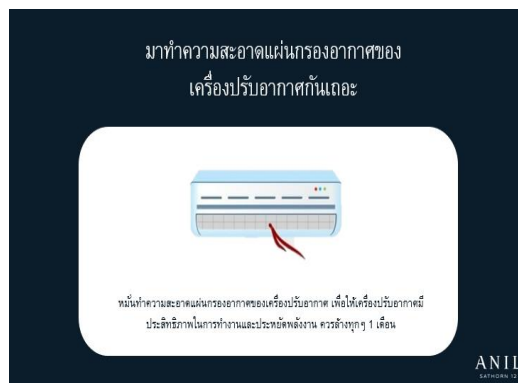 มาทำความสะอาดแผ่นกรองอากาศของ
เครื่องปรับอากาศกันเถอะ
หมั่นทำความสะอาดแผ่นกรองอากาศของเครื่องปรับอากาศ เพื่อให้เครื่องปรับอากาศมี
ประสิทธิภาพในการทำงานและประหยัดพลังงาน ควรล้างทุกๆ 1 เดือน
ANIL
SATHORN 12